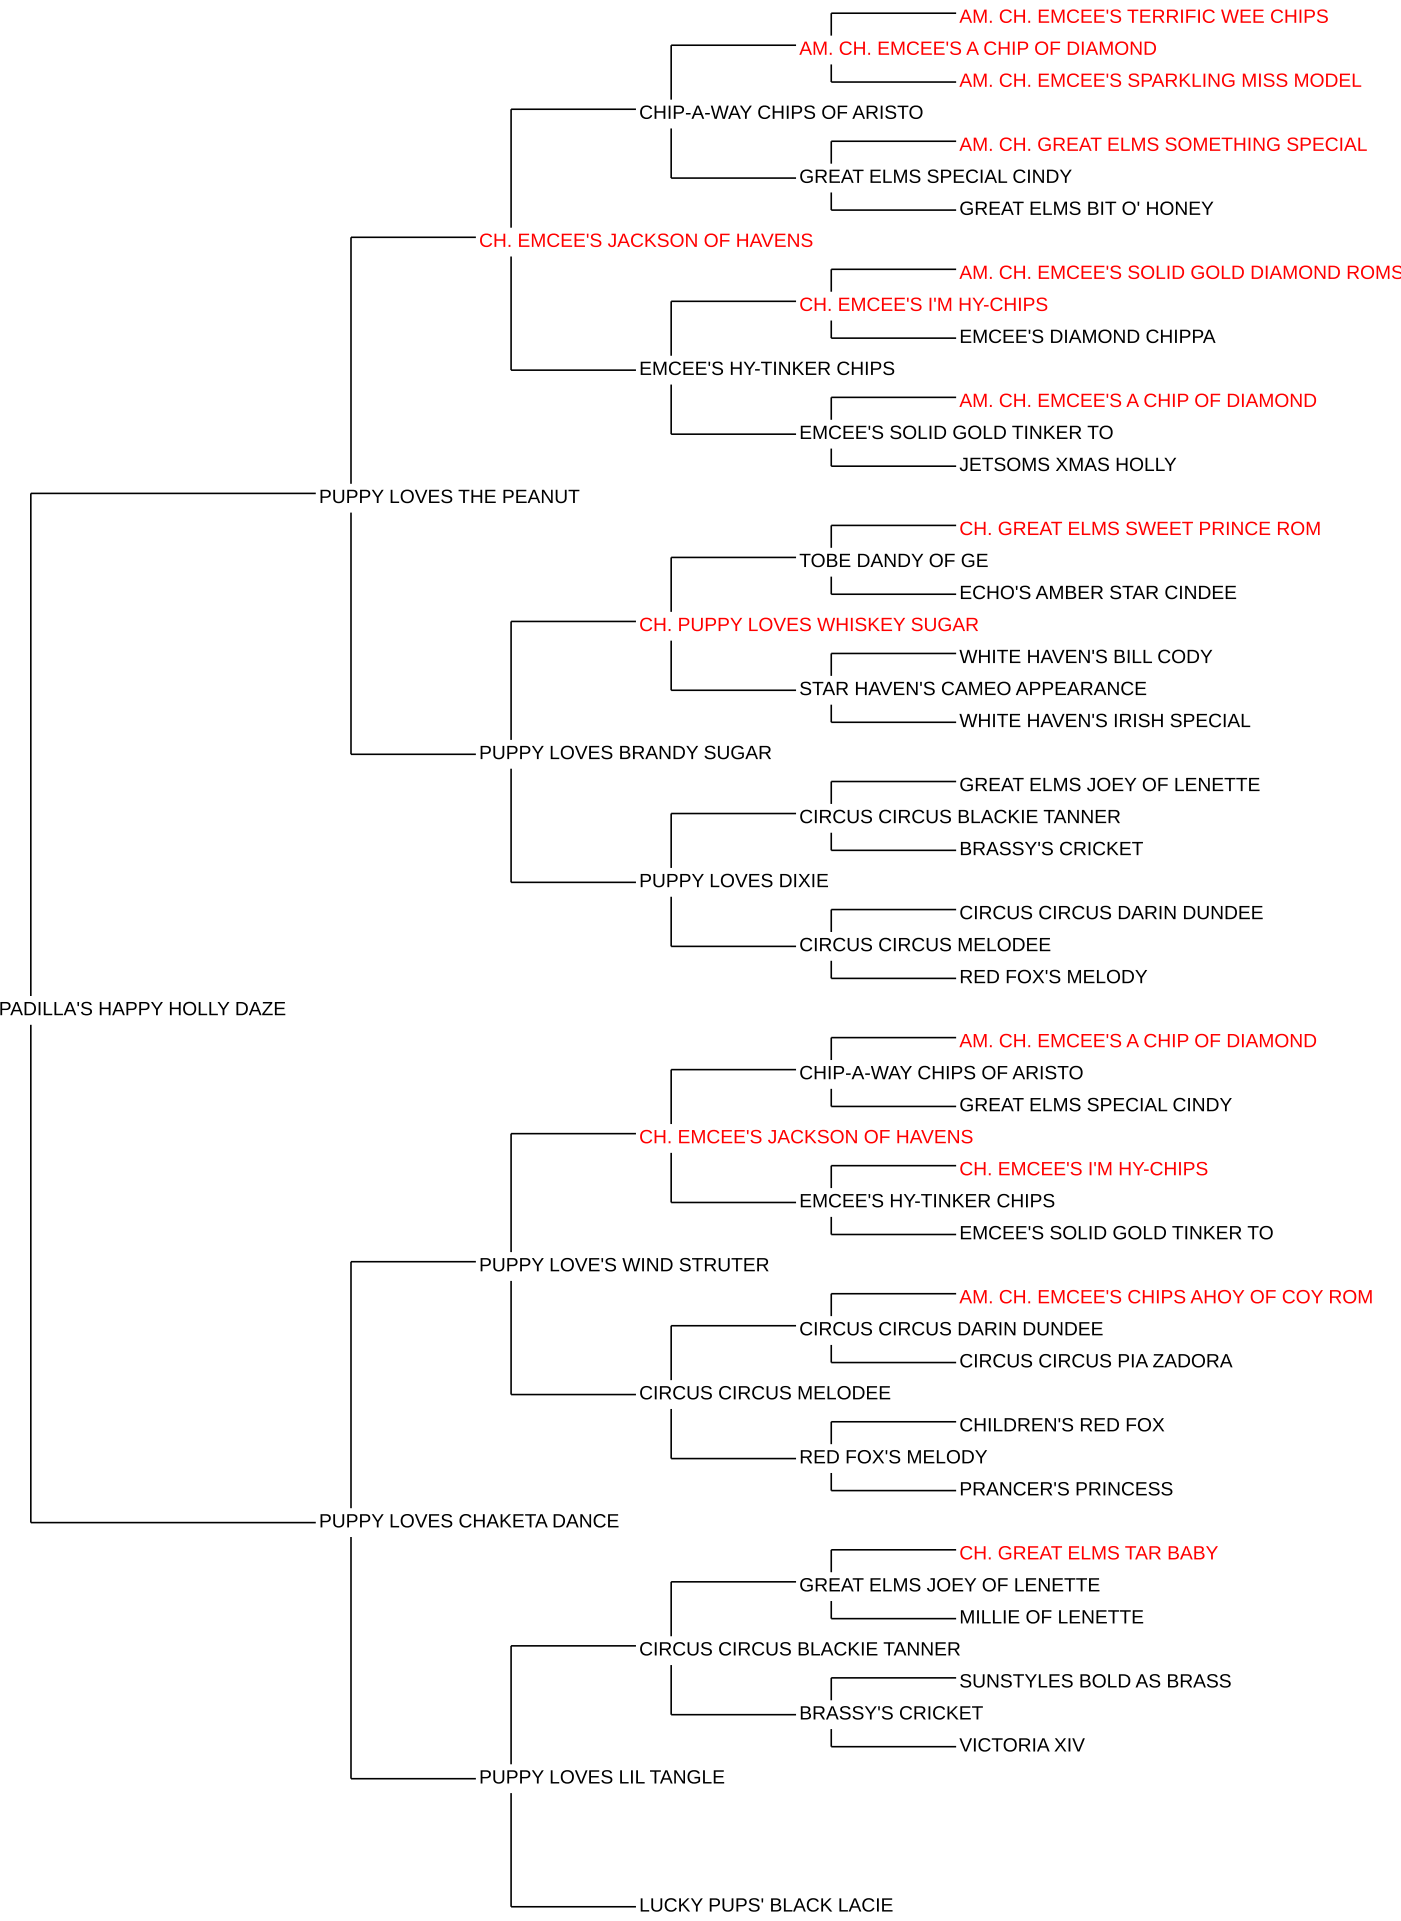 AM. CH. EMCEE'S TERRIFIC WEE CHIPS
AM. CH. EMCEE'S A CHIP OF DIAMOND
AM. CH. EMCEE'S SPARKLING MISS MODEL
CHIP-A-WAY CHIPS OF ARISTO
AM. CH. GREAT ELMS SOMETHING SPECIAL
GREAT ELMS SPECIAL CINDY
GREAT ELMS BIT O' HONEY
CH. EMCEE'S JACKSON OF HAVENS
AM. CH. EMCEE'S SOLID GOLD DIAMOND ROMS
CH. EMCEE'S I'M HY-CHIPS
EMCEE'S DIAMOND CHIPPA
EMCEE'S HY-TINKER CHIPS
AM. CH. EMCEE'S A CHIP OF DIAMOND
EMCEE'S SOLID GOLD TINKER TO
JETSOMS XMAS HOLLY
PUPPY LOVES THE PEANUT
CH. GREAT ELMS SWEET PRINCE ROM
TOBE DANDY OF GE
ECHO'S AMBER STAR CINDEE
CH. PUPPY LOVES WHISKEY SUGAR
WHITE HAVEN'S BILL CODY
STAR HAVEN'S CAMEO APPEARANCE
WHITE HAVEN'S IRISH SPECIAL
PUPPY LOVES BRANDY SUGAR
GREAT ELMS JOEY OF LENETTE
CIRCUS CIRCUS BLACKIE TANNER
BRASSY'S CRICKET
PUPPY LOVES DIXIE
CIRCUS CIRCUS DARIN DUNDEE
CIRCUS CIRCUS MELODEE
RED FOX'S MELODY
PADILLA'S HAPPY HOLLY DAZE
AM. CH. EMCEE'S A CHIP OF DIAMOND
CHIP-A-WAY CHIPS OF ARISTO
GREAT ELMS SPECIAL CINDY
CH. EMCEE'S JACKSON OF HAVENS
CH. EMCEE'S I'M HY-CHIPS
EMCEE'S HY-TINKER CHIPS
EMCEE'S SOLID GOLD TINKER TO
PUPPY LOVE'S WIND STRUTER
AM. CH. EMCEE'S CHIPS AHOY OF COY ROM
CIRCUS CIRCUS DARIN DUNDEE
CIRCUS CIRCUS PIA ZADORA
CIRCUS CIRCUS MELODEE
CHILDREN'S RED FOX
RED FOX'S MELODY
PRANCER'S PRINCESS
PUPPY LOVES CHAKETA DANCE
CH. GREAT ELMS TAR BABY
GREAT ELMS JOEY OF LENETTE
MILLIE OF LENETTE
CIRCUS CIRCUS BLACKIE TANNER
SUNSTYLES BOLD AS BRASS
BRASSY'S CRICKET
VICTORIA XIV
PUPPY LOVES LIL TANGLE
LUCKY PUPS' BLACK LACIE